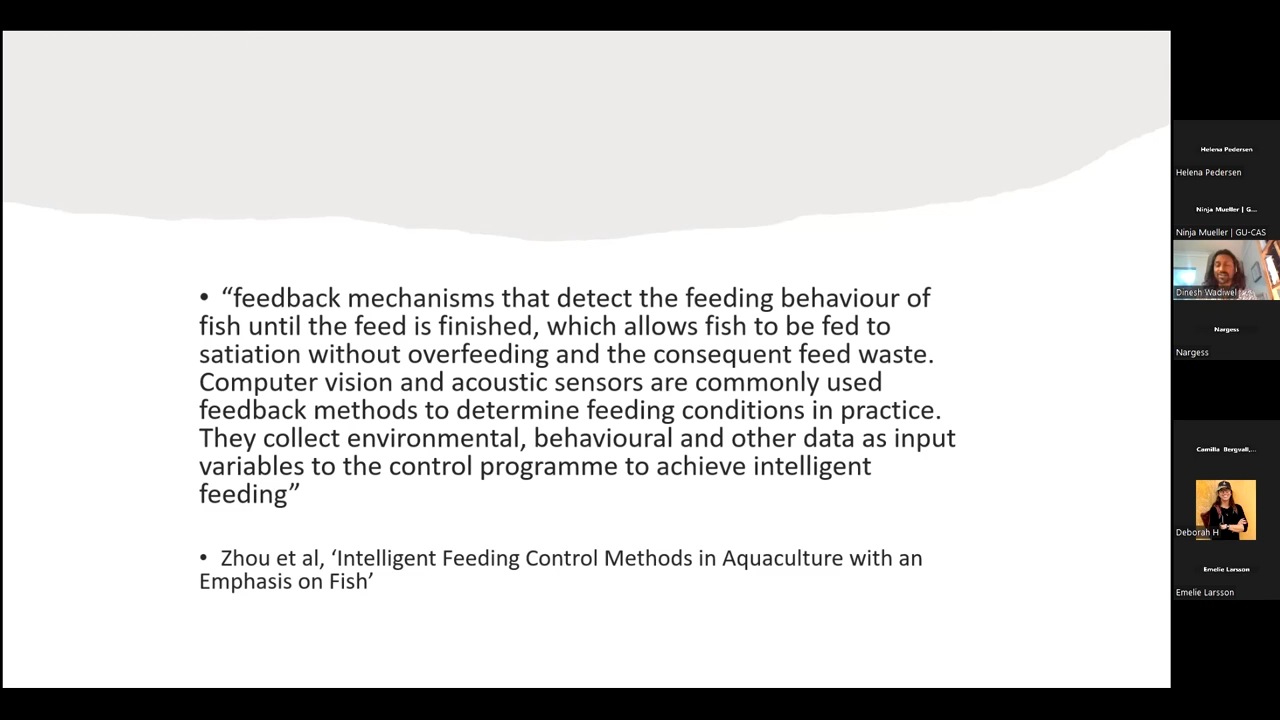 • “feedback mechanisms that detect the feeding behaviour of
fish until the feed is finished, which allows fish to be fed to
satiation without overfeeding and the consequent feed waste.
Computer vision and acoustic sensors are commonly used
feedback methods to determine feeding conditions in practice.
They collect environmental, behavioural and other data as input
variables to the control programme to achieve intelligent
feeding”
• Zhou et al, ‘Intelligent Feeding Control Methods in Aquaculture with an
Emphasis on Fish’
Helena Pedersen
Helena Pedersen
Ninja Mueller | G...
Ninja Mueller | GU-CAS
Dinesh Wadiwel
Nargess
Nargess
Camilla Bergvall,...
Deborah H
Emelie Larsson
Emelie Larsson